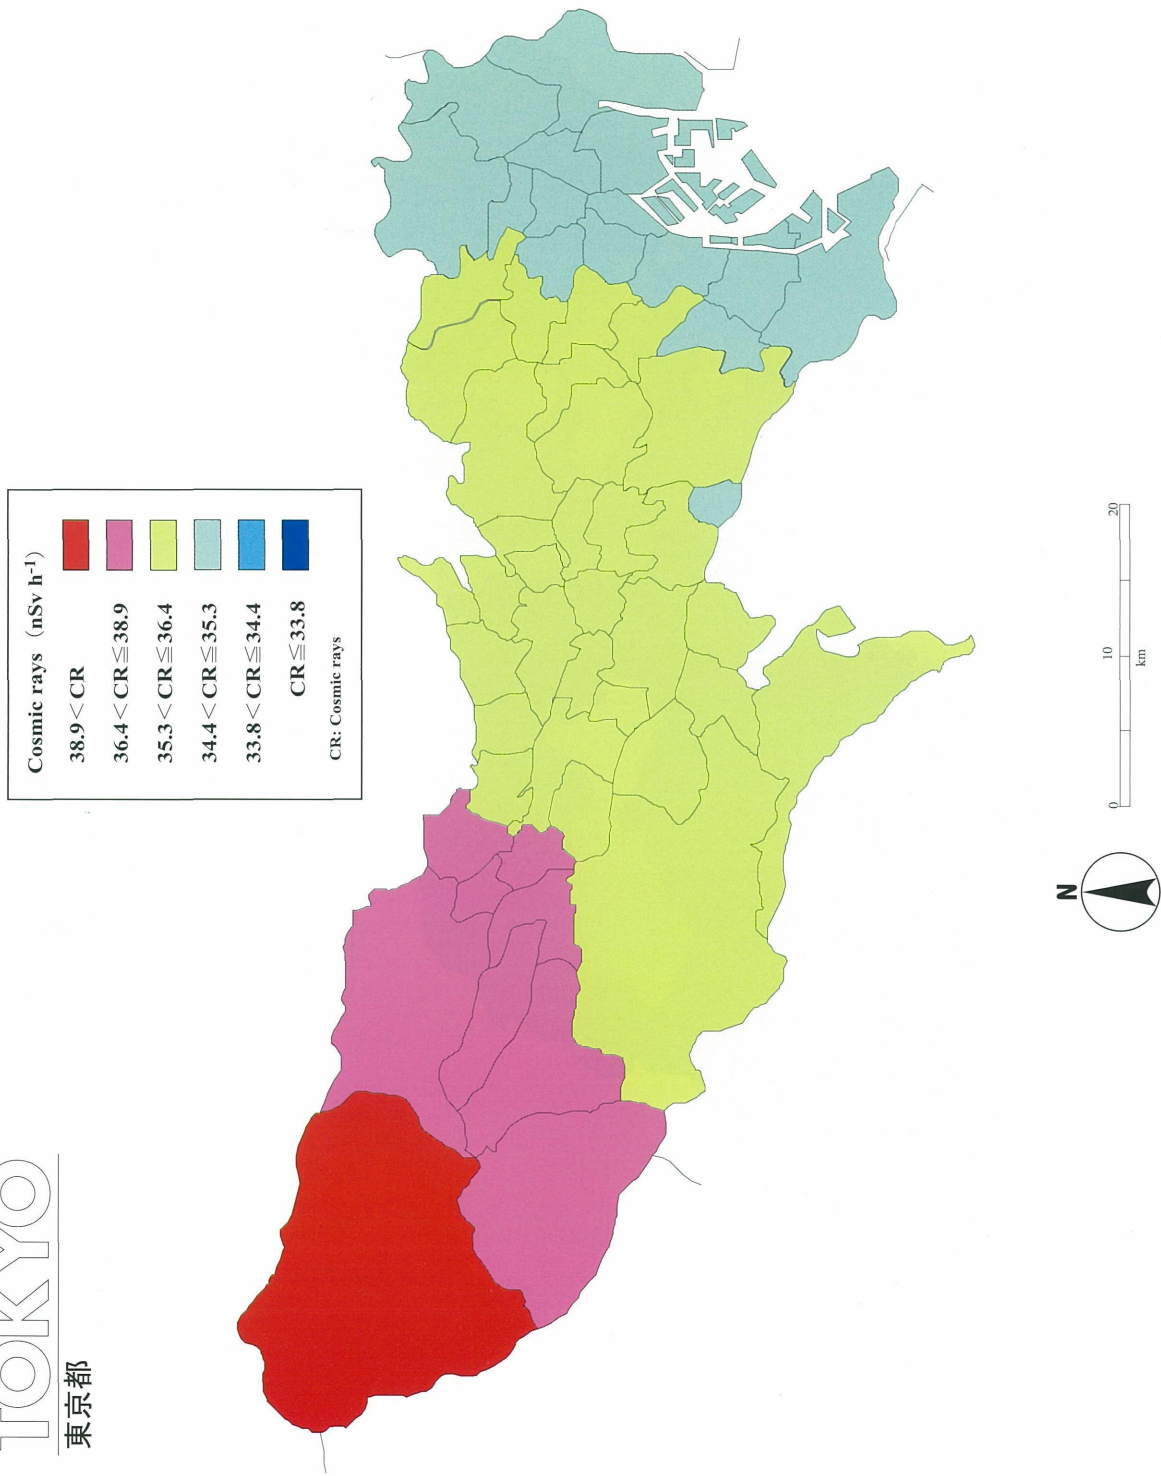 TOKYO
東京都
Cosmic rays (nSv h⁻¹)
38.9<CR
36.4<CR≦38.9
35.3<CR≦36.4
34.4<CR≦35.3
33.8<CR≦34.4
CR≦33.8
CR: Cosmic rays
N
0 10 20
km